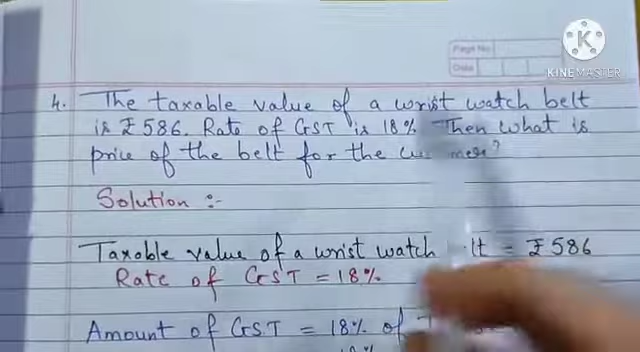 Page No
Date
K
KINEMASTER
4. The taxable value of a wrist watch belt
is ₹586. Rate of GST is 18% Then what is
price of the belt for the
Solution :-
Taxable value of a wrist watch = ₹586
Rate of GST = 18%
Amount of GST = 18% of